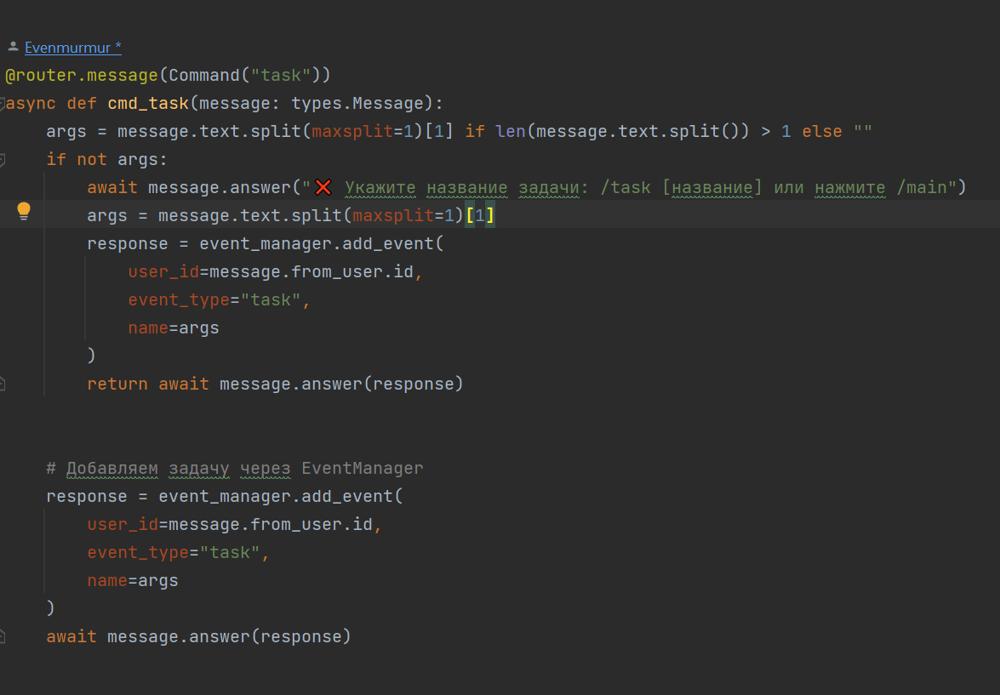 Evenmurmur *
@router.message(Command("task"))
async def cmd_task(message: types.Message):
    args = message.text.split(maxsplit=1)[1] if len(message.text.split()) > 1 else ""
    if not args:
        await message.answer("❌ Укажите название задачи: /task [название] или нажмите /main")
        args = message.text.split(maxsplit=1)[1]
        response = event_manager.add_event(
            user_id=message.from_user.id,
            event_type="task",
            name=args
        )
        return await message.answer(response)
    # Добавляем задачу через EventManager
    response = event_manager.add_event(
        user_id=message.from_user.id,
        event_type="task",
        name=args
    )
    await message.answer(response)